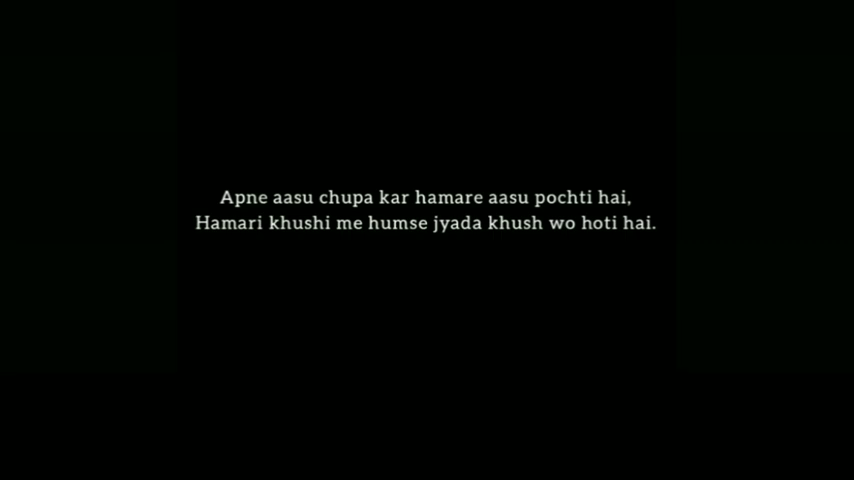 Apne aasu chupa kar hamare aasu pochti hai,
Hamari khushi me humse jyada khush wo hoti hai.